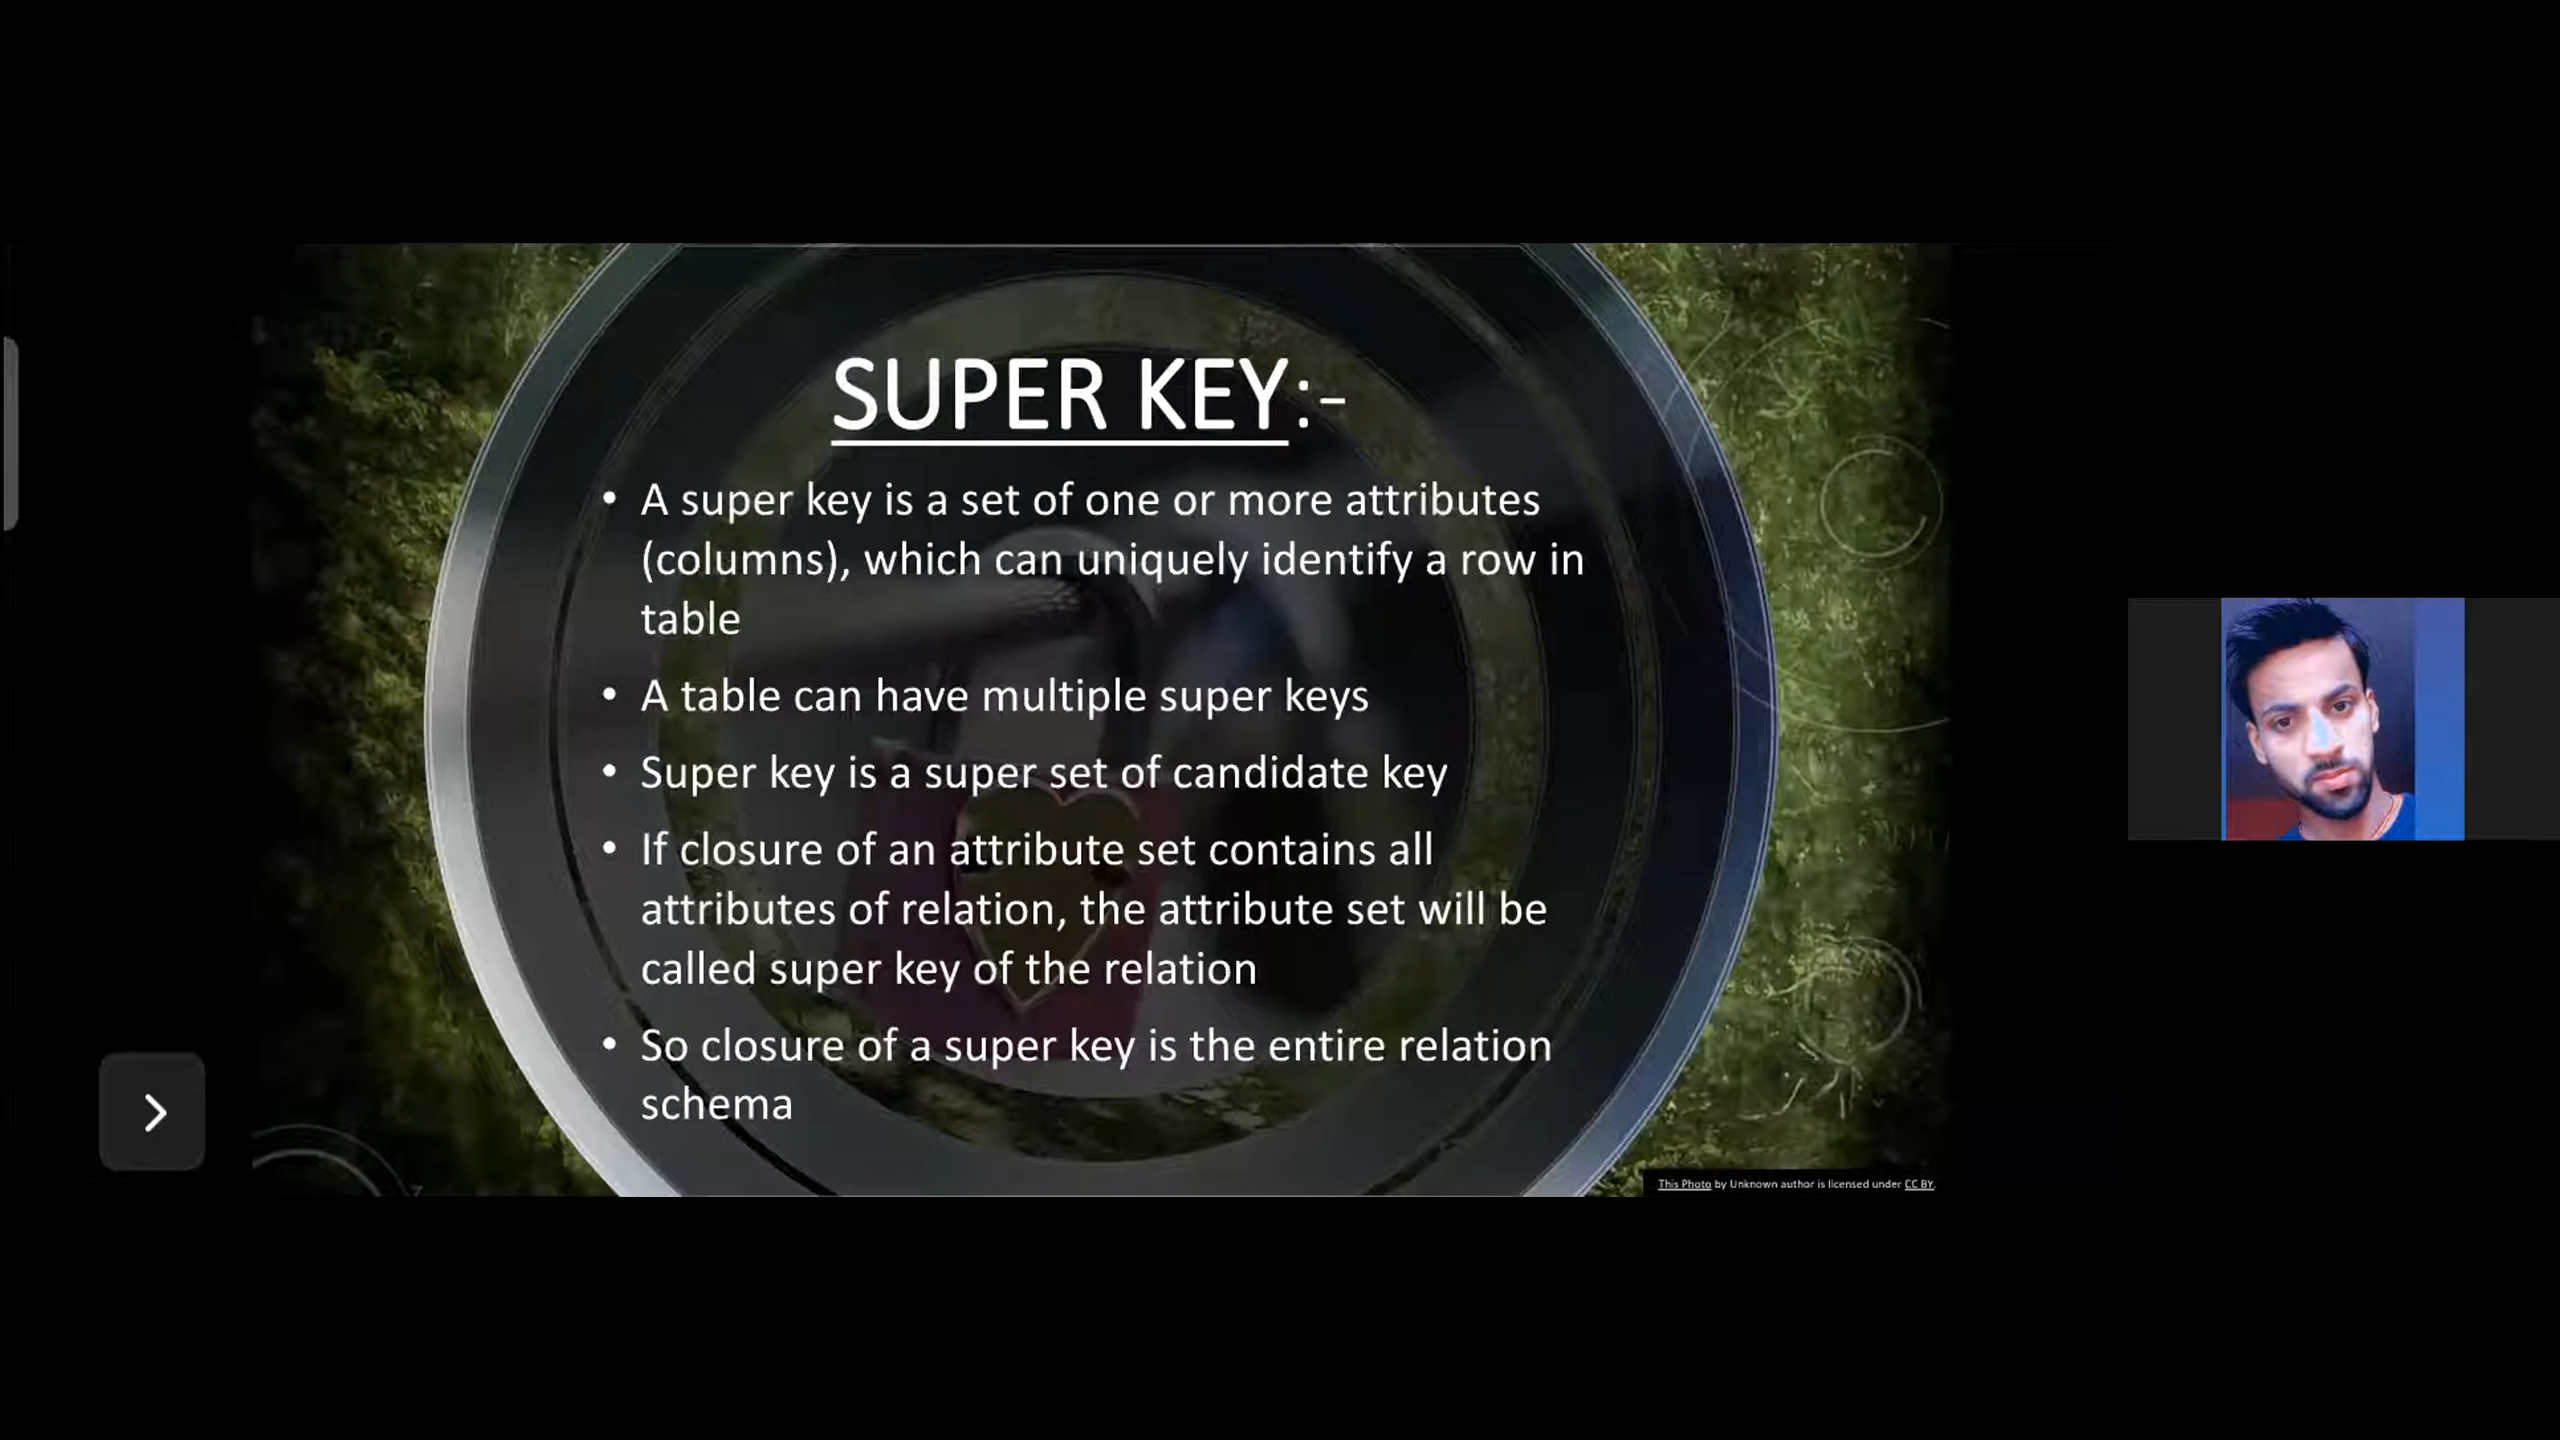 SUPER KEY:-
• A super key is a set of one or more attributes
(columns), which can uniquely identify a row in
table
• A table can have multiple super keys
• Super key is a super set of candidate key
• If closure of an attribute set contains all
attributes of relation, the attribute set will be
called super key of the relation
• So closure of a super key is the entire relation
schema
This Photo by Unknown author is licensed under CC BY.